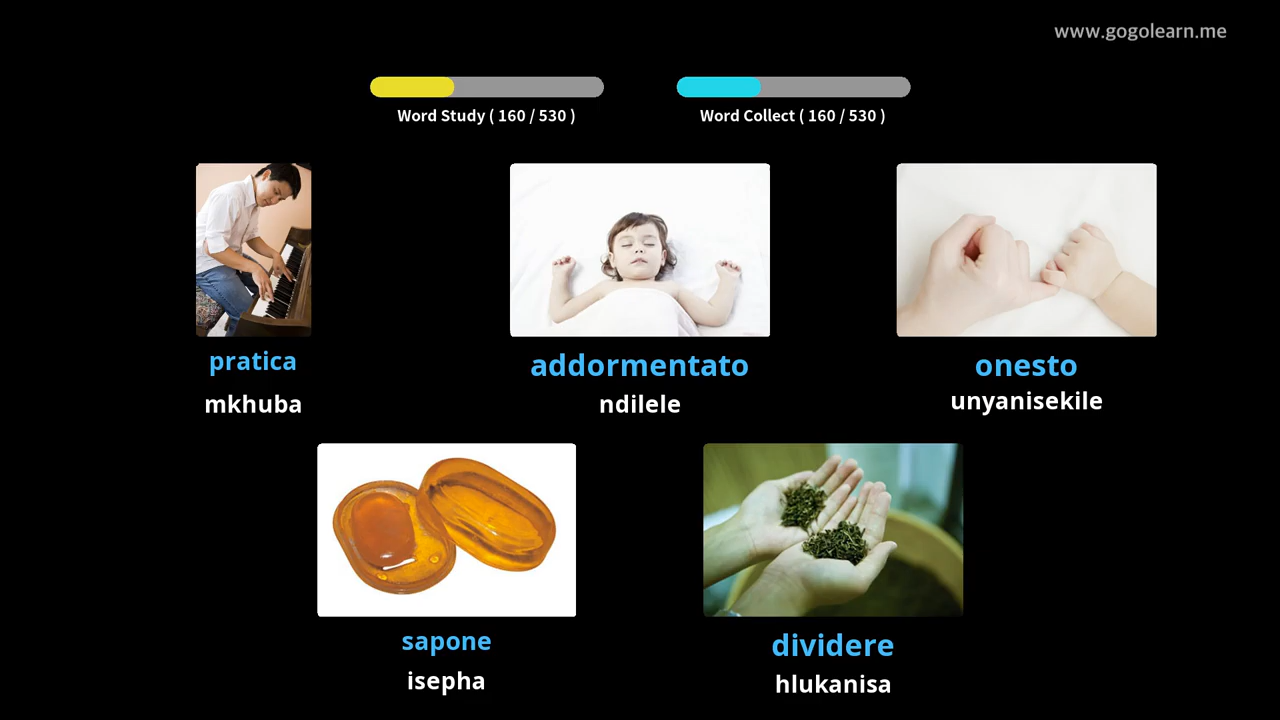 www.gogolearn.me
Word Study ( 160 / 530 )
Word Collect ( 160 / 530 )
pratica
mkhuba
addormentato
ndilele
onesto
unyanisekile
sapone
isepha
dividere
hlukanisa